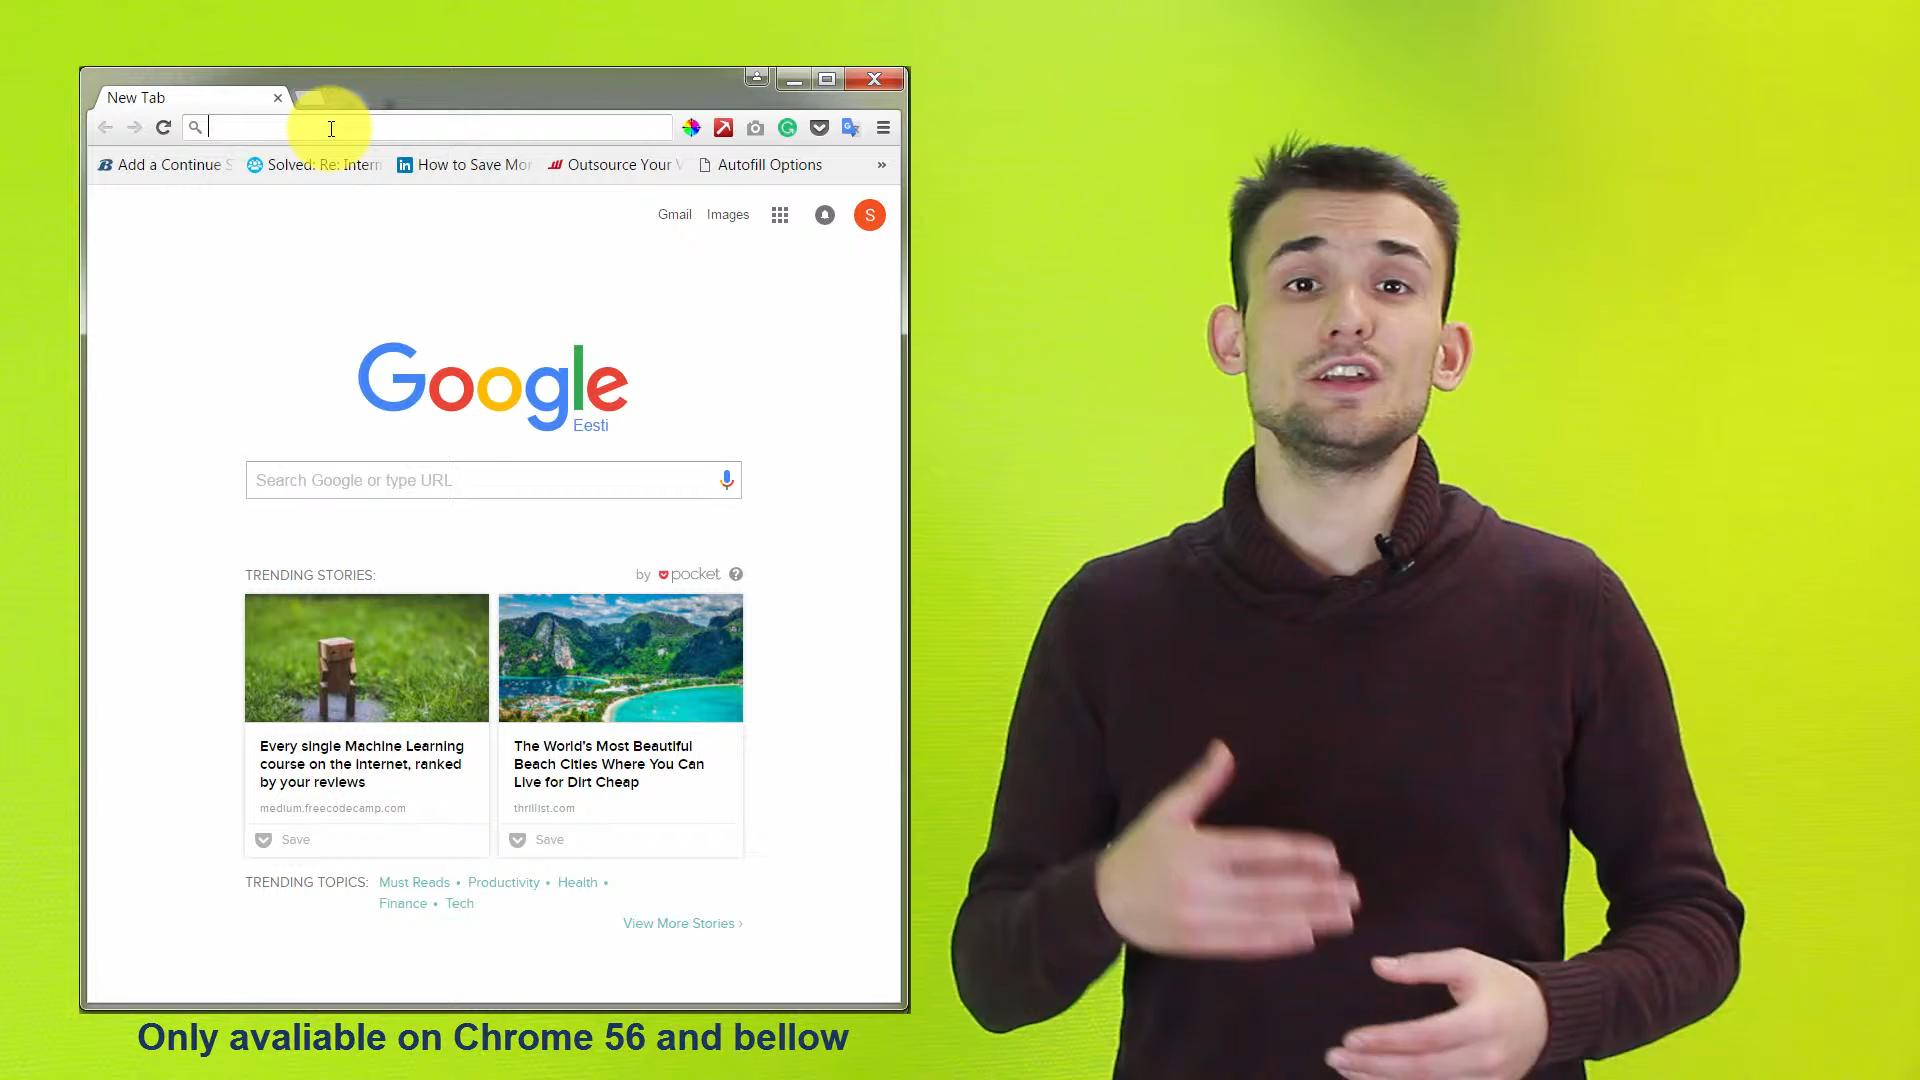 New Tab
Add a Continue S
Solved: Re: Intern
How to Save Mor
Outsource Your V
Autofill Options
»
Gmail
Images
S
Google
Eesti
Search Google or type URL
TRENDING STORIES:
by pocket ?
Every single Machine Learning
course on the internet, ranked
by your reviews
medium.freecodecamp.com
Save
The World's Most Beautiful
Beach Cities Where You Can
Live for Dirt Cheap
thrillist.com
Save
TRENDING TOPICS: Must Reads • Productivity • Health •
Finance • Tech
View More Stories ›
Only avaliable on Chrome 56 and bellow